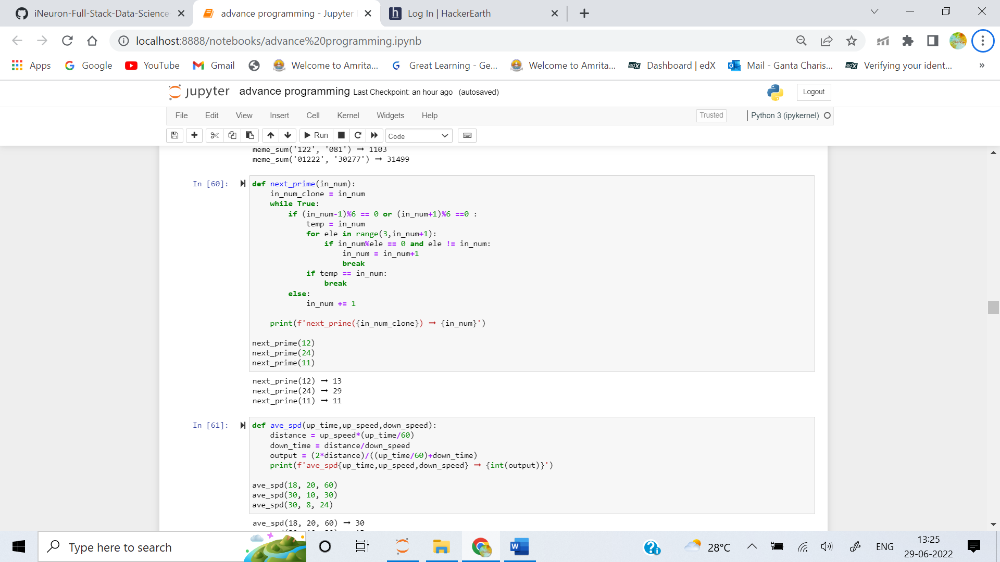 iNeuron-Full-Stack-Data-Science
advance programming - Jupyter
Log In | HackerEarth
localhost:8888/notebooks/advance%20programming.ipynb
Apps
Google
YouTube
Gmail
Welcome to Amrita...
Great Learning - Ge...
Welcome to Amrita...
Dashboard | edX
Mail - Ganta Charis...
Verifying your ident...
»
jupyter
advance programming Last Checkpoint: an hour ago (autosaved)
Logout
File Edit View Insert Cell Kernel Widgets Help
Trusted
Python 3 (ipykernel)
Run
Code
meme_sum('122', '081') ➞ 1103
meme_sum('01222', '30277') ➞ 31499
In [60]:
def next_prime(in_num):
    in_num_clone = in_num
    while True:
        if (in_num-1)%6 == 0 or (in_num+1)%6 ==0 :
            temp = in_num
            for ele in range(3,in_num+1):
                if in_num%ele == 0 and ele != in_num:
                    in_num = in_num+1
                    break
            if temp == in_num:
                break
        else:
            in_num += 1
    print(f'next_prine({in_num_clone}) ➞ {in_num}')
next_prime(12)
next_prime(24)
next_prime(11)
next_prine(12) ➞ 13
next_prine(24) ➞ 29
next_prine(11) ➞ 11
In [61]:
def ave_spd(up_time,up_speed,down_speed):
    distance = up_speed*(up_time/60)
    down_time = distance/down_speed
    output = (2*distance)/((up_time/60)+down_time)
    print(f'ave_spd{up_time,up_speed,down_speed} ➞ {int(output)}')
ave_spd(18, 20, 60)
ave_spd(30, 10, 30)
ave_spd(30, 8, 24)
ave_spd(18, 20, 60) ➞ 30
Type here to search
28°C
ENG
13:25
29-06-2022